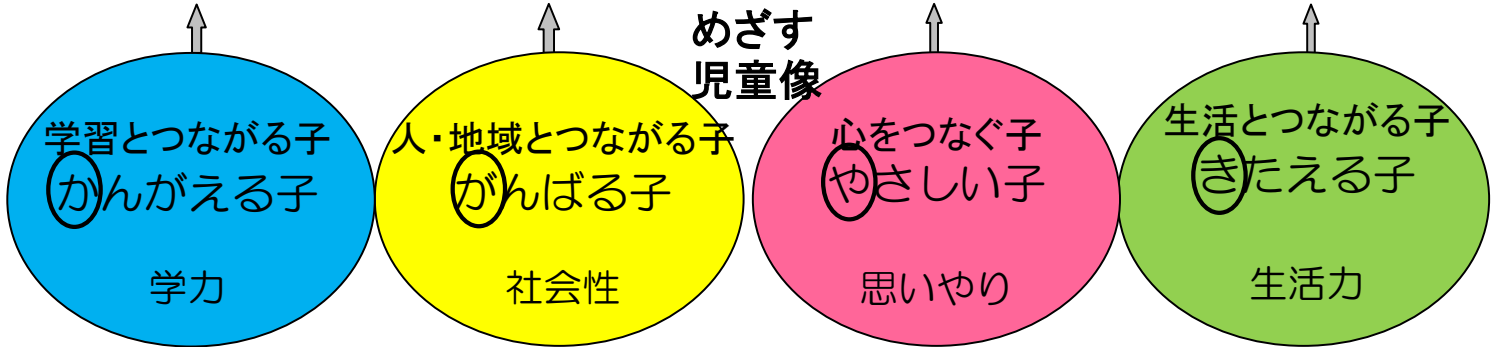 めざす
児童像
学習とつながる子
かんがえる子
学力
人・地域とつながる子
がんばる子
社会性
心をつなぐ子
やさしい子
思いやり
生活とつながる子
きたえる子
生活力